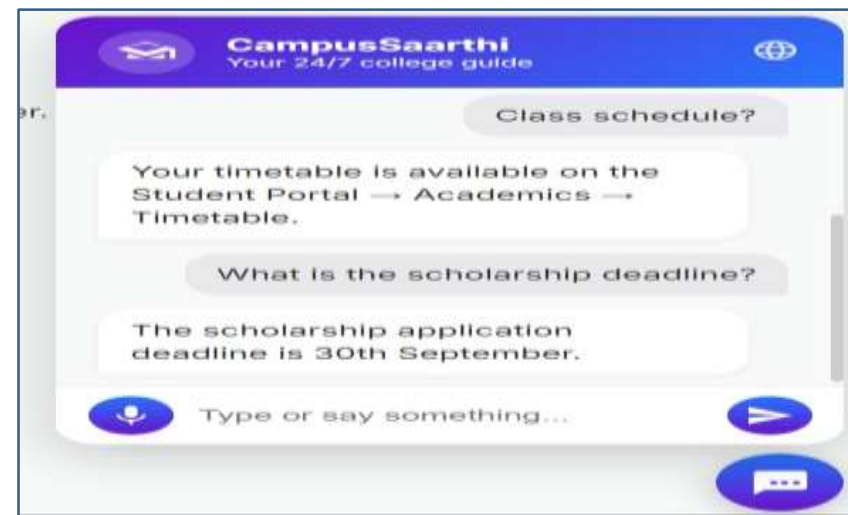 CampusSaarthi
Your 24/7 college guide
er.
Class schedule?
Your timetable is available on the
Student Portal → Academics →
Timetable.
What is the scholarship deadline?
The scholarship application
deadline is 30th September.
Type or say something...